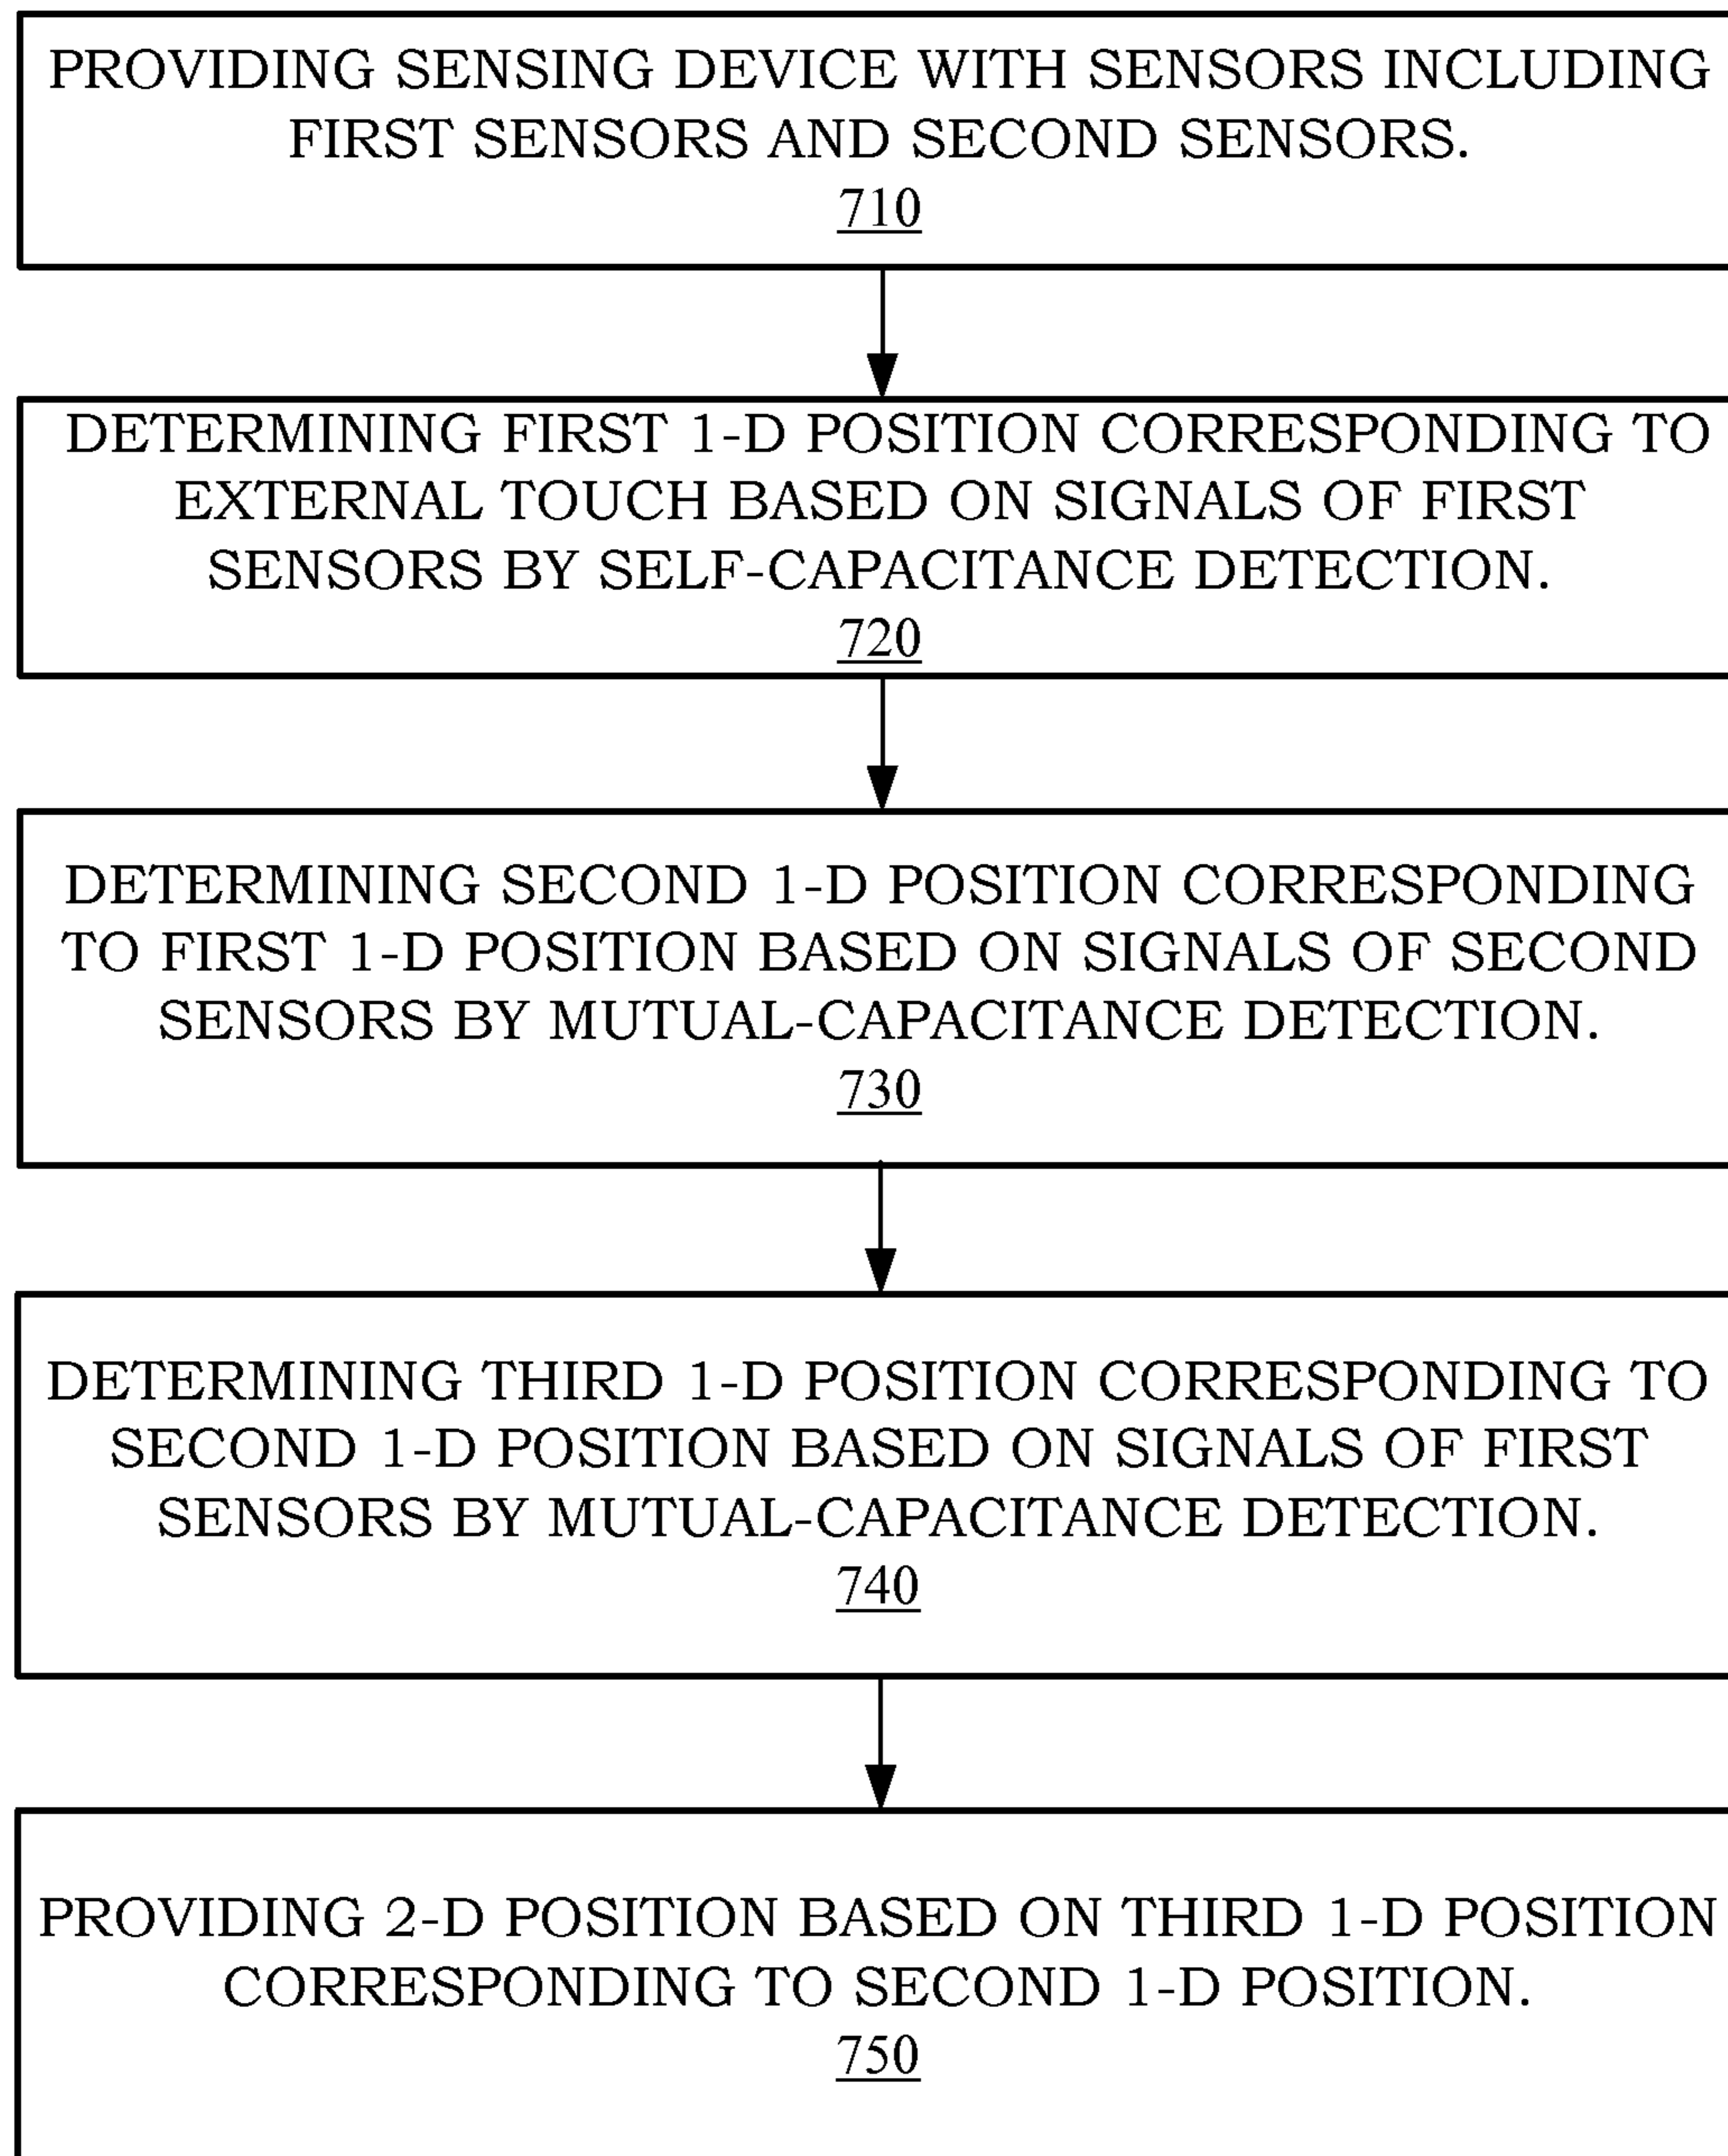 PROVIDING SENSING DEVICE WITH SENSORS INCLUDING
FIRST SENSORS AND SECOND SENSORS.
710
DETERMINING FIRST 1-D POSITION CORRESPONDING TO
EXTERNAL TOUCH BASED ON SIGNALS OF FIRST
SENSORS BY SELF-CAPACITANCE DETECTION.
720
DETERMINING SECOND 1-D POSITION CORRESPONDING
TO FIRST 1-D POSITION BASED ON SIGNALS OF SECOND
SENSORS BY MUTUAL-CAPACITANCE DETECTION.
730
DETERMINING THIRD 1-D POSITION CORRESPONDING TO
SECOND 1-D POSITION BASED ON SIGNALS OF FIRST
SENSORS BY MUTUAL-CAPACITANCE DETECTION.
740
PROVIDING 2-D POSITION BASED ON THIRD 1-D POSITION
CORRESPONDING TO SECOND 1-D POSITION.
750